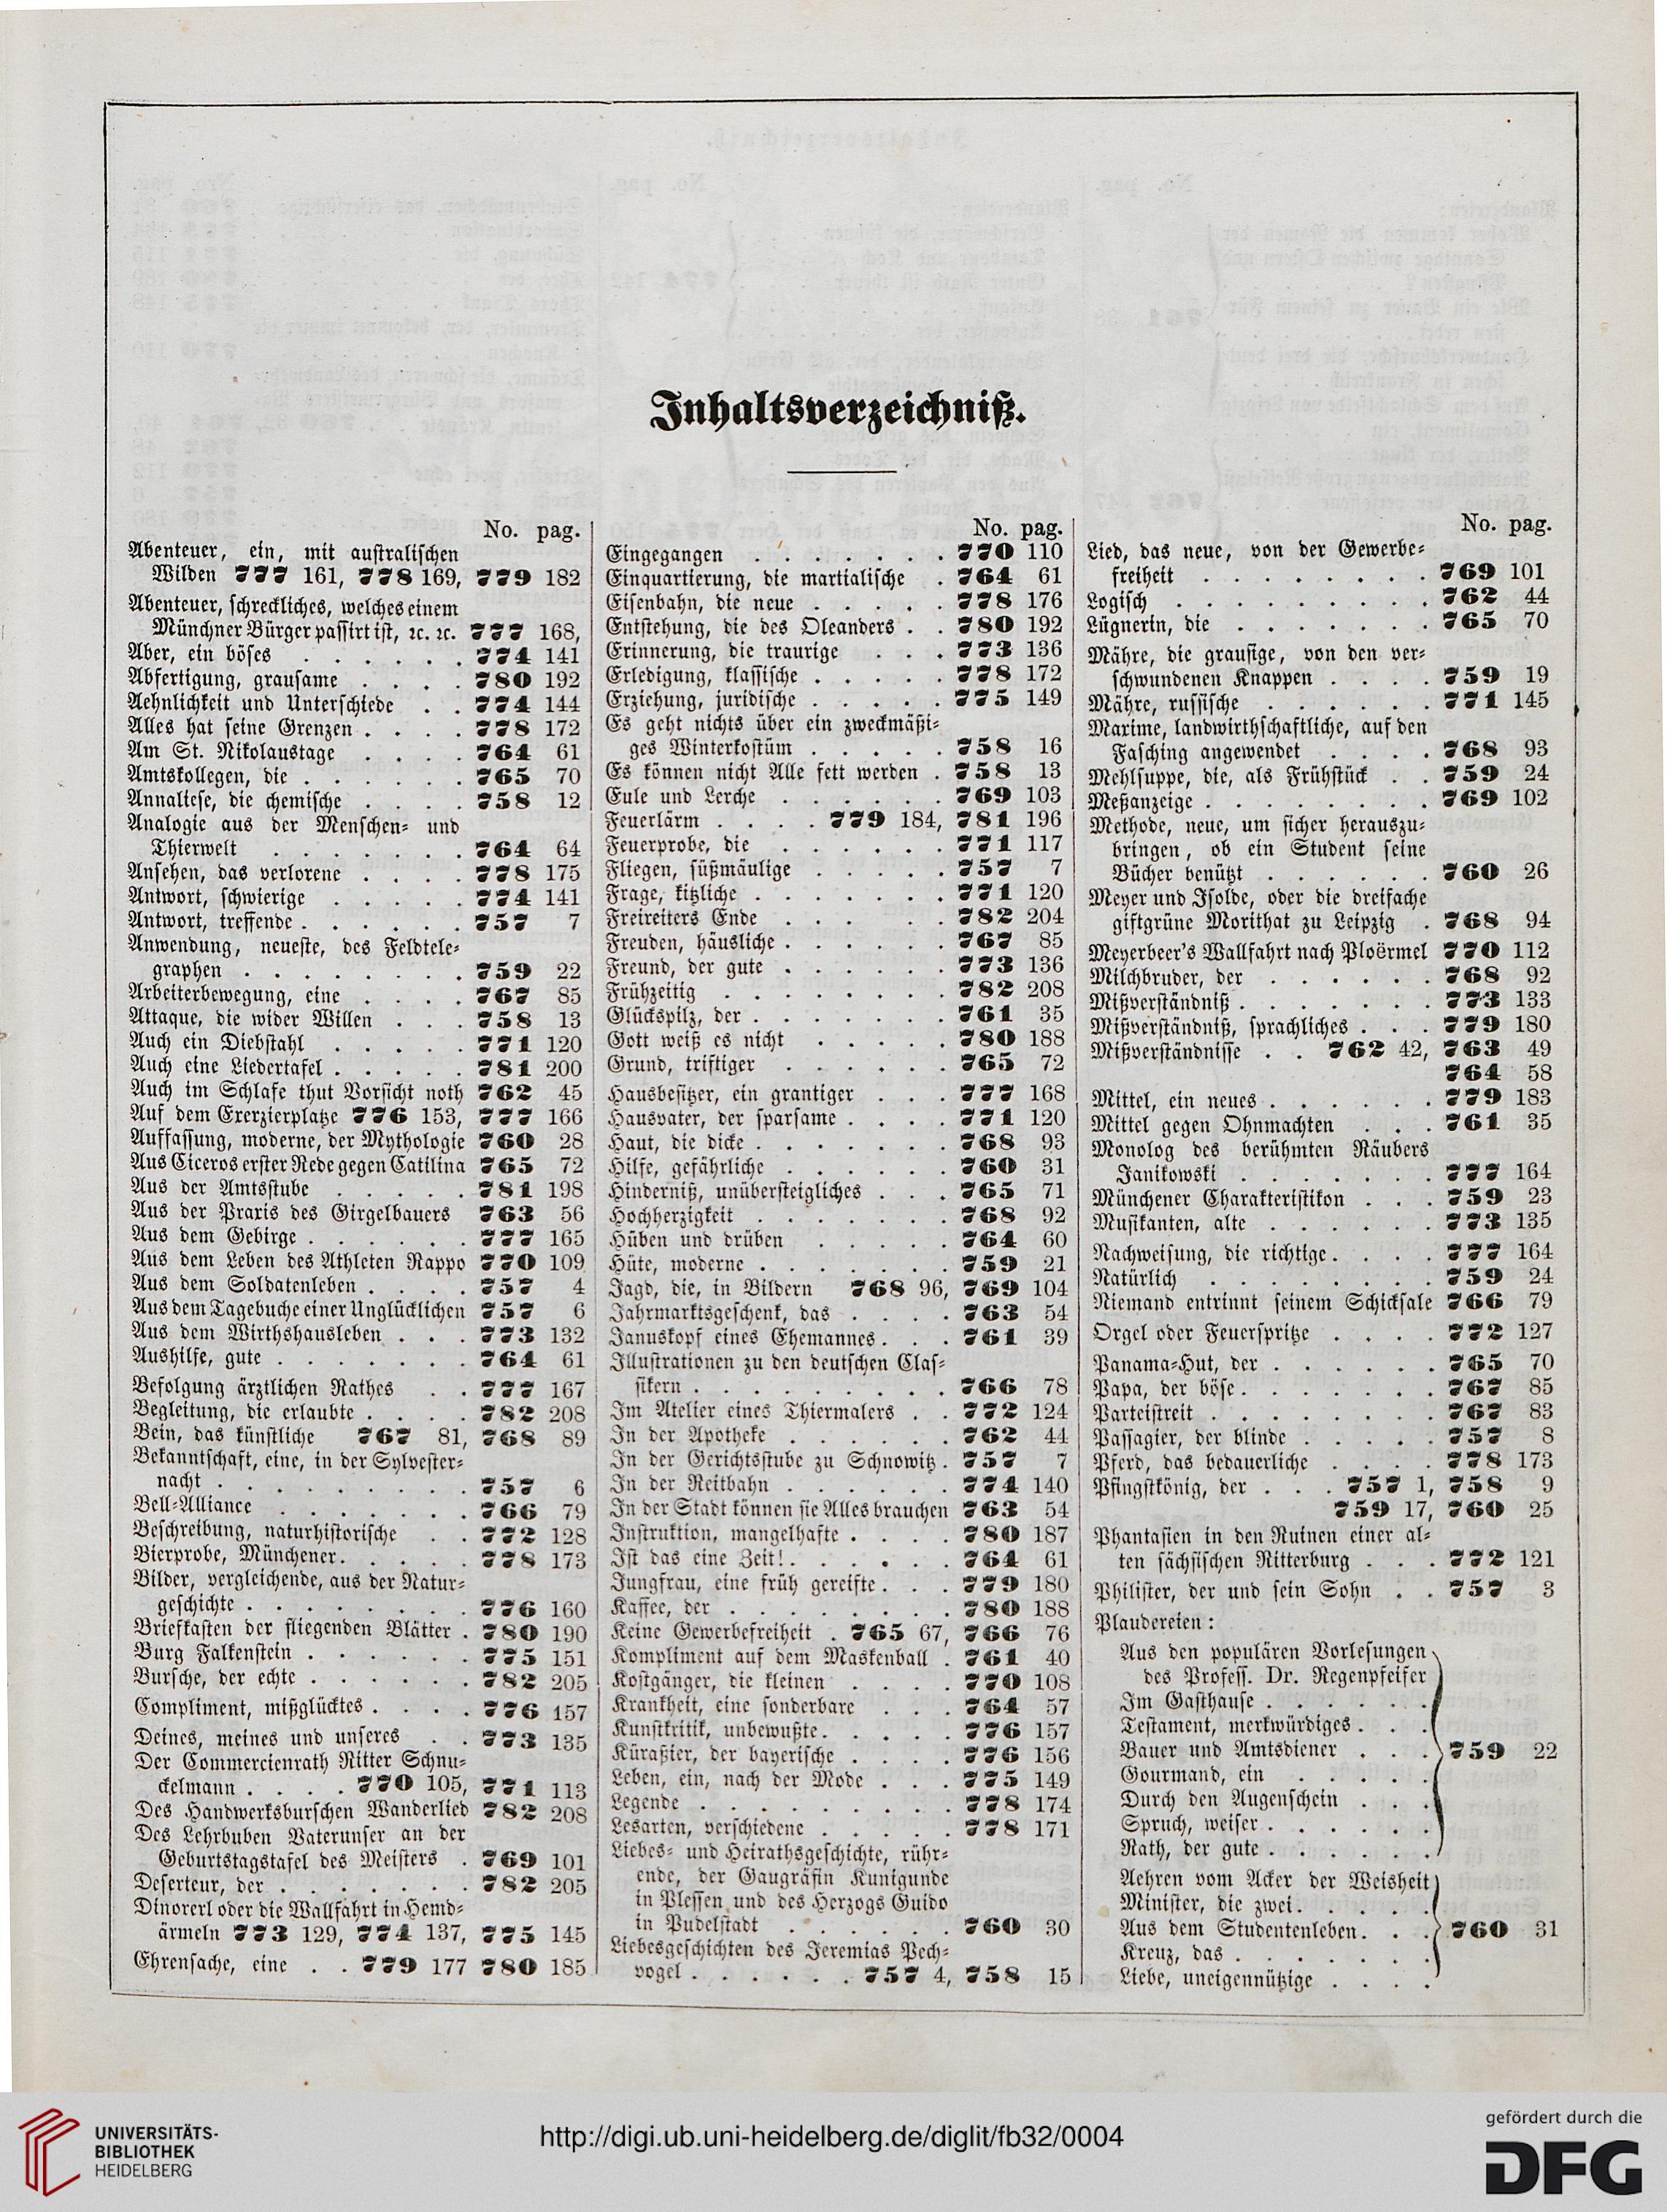 Inhaltsverzeichniß.
No. pag.
Abenteuer, ein, mit australischen
Wilden 777 161, 778 169, 779 182
Abenteuer, schreckliches, welches einem
Münchner Bürger passirt ist, ꝛc. ꝛc. 777 168,
Aber, ein böses . . . . . . 774 141
Abfertigung, grausame . . . . 780 192
Aehnlichkeit und Unterschiede . . 774 144
Alles hat seine Grenzen . . . . 778 172
Am St. Nikolaustage . . . . 764 61
Amtskollegen, die . . . . . . 765 70
Annaliese, die chemische . . . . 758 12
Analogie aus der Menschen- und
Thierwelt . . . . . . . 764 64
Ansehen, das verlorene . . . . 778 175
Antwort, schwierige . . . . . 774 141
Antwort, treffende . . . . . . 757 7
Anwendung, neueste, des Feldtele-
graphen . . . . . . . . 759 22
Arbeiterbewegung, eine . . . . 767 85
Attaque, die wider Willen . . . 758 13
Auch ein Diebstahl . . . . . 771 120
Auch eine Liedertafel . . . . . 781 200
Auch im Schlafe thut Vorsicht noth 762 45
Auf dem Exerzierplatze 776 153, 777 166
Auffassung, moderne, der Mythologie 760 28
Aus Ciceros erster Rede gegen Catilina 765 72
Aus der Amtsstube . . . . . 781 198
Aus der Praxis des Girgelbauers 763 56
Aus dem Gebirge . . . . . . 777 165
Aus dem Leben des Athleten Rappo 770 109
Aus dem Soldatenleben . . . . 757 4
Aus dem Tagebuche einer Unglücklichen 757 6
Aus dem Wirthshausleben . . . 773 132
Aushilfe, gute . . . . . . . 764 61
Befolgung ärztlichen Rathes . . 777 167
Begleitung, die erlaubte . . . . 782 208
Bein, das künstliche 767 81, 768 89
Bekanntschaft, eine, in der Sylvester-
nacht . . . . . . . . . 757 6
Bell-Alliance . . . . . . . 766 79
Beschreibung, naturhistorische . . 772 128
Bierprobe, Münchener . . . . . 778 173
Bilder, vergleichende, aus der Natur-
geschichte . . . . . . . . 776 160
Briefkasten der fliegenden Blätter . 780 190
Burg Falkenstein . . . . . . 775 151
Bursche, der echte . . . . . . 782 205
Compliment, mißglücktes . . . . 776 157
Deines, meines und unseres . . 773 135
Der Commercienrath Ritter Schnu-
ckelmann . . . . 770 105, 771 113
Des Handwerksburschen Wanderlied 782 208
Des Lehrbuben Vaterunser an der
Geburtstagstafel des Meisters . 769 101
Deserteur, der . . . . . . . 782 205
Dinorerl oder die Wallfahrt in Hemd-
ärmeln 773 129, 774 137, 775 145
Ehrensache, eine . . 779 177 780 185
No. pag.
Eingegangen . . . . . . . 770 110
Einquartierung, die martialische . 764 61
Eisenbahn, die neue . . . . . 778 176
Entstehung, die des Oleanders . . 780 192
Erinnerung, die traurige . . . 773 136
Erledigung, klassische . . . . . 778 172
Erziehung, juridische . . . . . 775 149
Es geht nichts über ein zweckmäßi-
ges Winterkostüm . . . . . 758 16
Es können nicht Alle fett werden . 758 13
Eule und Lerche . . . . . . 769 103
Feuerlärm . . . . 779 184, 781 196
Feuerprobe, die . . . . . . 771 117
Fliegen, süßmäulige . . . . . 757 7
Frage, kitzliche . . . . . . . 771 120
Freireiters Ende . . . . . . 782 204
Freuden, häusliche . . . . . . 767 85
Freund, der gute . . . . . . 773 136
Frühzeitig . . . . . . . . 782 208
Glückspilz, der . . . . . . . 761 35
Gott weiß es nicht . . . . . 780 188
Grund, triftiger . . . . . . 765 72
Hausbesitzer, ein grantiger . . . 777 168
Hausvater, der sparsame . . . . 771 120
Haut, die dicke . . . . . . . 768 93
Hilfe, gefährliche . . . . . . 760 31
Hinderniß, unübersteigliches . . . 765 71
Hochherzigkeit . . . . . . . 768 92
Hüben und drüben . . . . . 764 60
Hüte, moderne . . . . . . . 759 21
Jagd, die, in Bildern 768 96, 769 104
Jahrmarktsgeschenk, das . . . . 763 54
Januskopf eines Ehemannes . . . 761 39
Illustrationen zu den deutschen Clas-
sikern . . . . . . . . . 766 78
Im Atelier eines Thiermalers . . 772 124
In der Apotheke . . . . . . 762 44
In der Gerichtsstube zu Schnowitz . 757 7
In der Reitbahn . . . . . . 774 140
In der Stadt können sie Alles brauchen 763 54
Instruktion, mangelhafte . . . . 780 187
Ist das eine Zeit! . . . . . . 764 61
Jungfrau, eine früh gereifte . . . 779 180
Kaffee, der . . . . . . . . 780 188
Keine Gewerbefreiheit . 765 67, 766 76
Kompliment auf dem Maskenball . 761 40
Kostgänger, die kleinen . . . . 770 108
Krankheit, eine sonderbare . . . 764 57
Kunstkritik, unbewußte . . . . . 776 157
Küraßier, der bayerische . . . . 776 156
Leben, ein, nach der Mode . . . 775 149
Legende . . . . . . . . . 778 174
Lesarten, verschiedene . . . . . 778 171
Liebes- und Heirathsgeschichte, rühr-
ende, der Gaugräfin Kunigunde
in Plessen und des Herzogs Guido
in Pudelstadt . . . . . 760 30
Liebesgeschichten des Jeremias Pech-
vogel . . . . . . 757 4, 758 15
No. pag.
Lied, das neue, von der Gewerbe-
freiheit . . . . . . . . 769 101
Logisch . . . . . . . . . 762 44
Lügnerin, die . . . . . . . 765 70
Mähre, die grausige, von den ver-
schwundenen Knappen . . . . 759 19
Mähre, russische . . . . . . 771 145
Maxime, landwirthschaftliche, auf den
Fasching angewendet . . . . 768 93
Mehlsuppe, die, als Frühstück . . 759 24
Meßanzeige . . . . . . . . 769 102
Methode, neue, um sicher herauszu-
bringen, ob ein Student seine
Bücher benützt . . . . . . 760 26
Meyer und Isolde, oder die dreifache
giftgrüne Morithat zu Leipzig . 768 94
Meyerbeer's Wallfahrt nach Ploërmel 770 112
Milchbruder, der . . . . . . 768 92
Mißverständniß . . . . . . . 773 133
Mißverständniß, sprachliches . . . 779 180
Mißverständnisse . . 762 42, 763 49
764 58
Mittel, ein neues . . . . . . 779 183
Mittel gegen Ohnmachten . . . 761 35
Monolog des berühmten Räubers
Janikowski . . . . . . . 777 164
Münchener Charakteristikon . . . 759 23
Musikanten, alte . . . . . . 773 135
Nachweisung, die richtige . . . . 777 164
Natürlich . . . . . . . . 759 24
Niemand entrinnt seinem Schicksale 766 79
Orgel oder Feuerspritze . . . . 772 127
Panama-Hut, der . . . . . . 765 70
Papa, der böse . . . . . . . 767 85
Parteistreit . . . . . . . . 767 83
Passagier, der blinde . . . . . 757 8
Pferd, das bedauerliche . . . . 778 173
Pfingstkönig, der . . . 757 1, 758 9
759 17, 760 25
Phantasien in den Ruinen einer al-
ten sächsischen Ritterburg . . . 772 121
Philister, der und sein Sohn . . 757 3
Plaudereien:
Aus den populären Vorlesungen
des Profess. Dr. Regenpfeifer
Im Gasthause . . . . . .
Testament, merkwürdiges . . .
Bauer und Amtsdiener . . . 759 22
Gourmand, ein . . . . .
Durch den Augenschein . . .
Spruch, weiser . . . . . .
Rath, der gute . . . . . .
Aehren vom Acker der Weisheit
Minister, die zwei . . . . .
Aus dem Studentenleben . . . 760 31
Kreuz, das . . . . . . .
Liebe, uneigennützige . . . .
UNIVERSITÄTS-
BIBLIOTHEK
HEIDELBERG
http://digi.ub.uni-heidelberg.de/diglit/fb32/0004
gefördert durch die
DFG